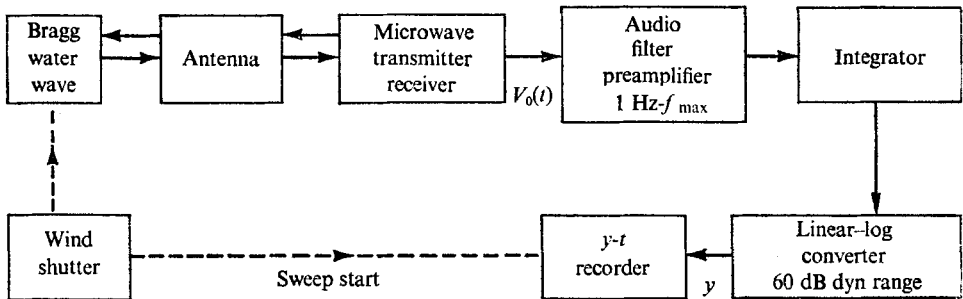 Bragg
water
wave
Antenna
Microwave
transmitter
receiver
V₀(t)
Audio
filter
preamplifier
1 Hz-f max
Integrator
Wind
shutter
Sweep start
y-t
recorder
y
Linear–log
converter
60 dB dyn range